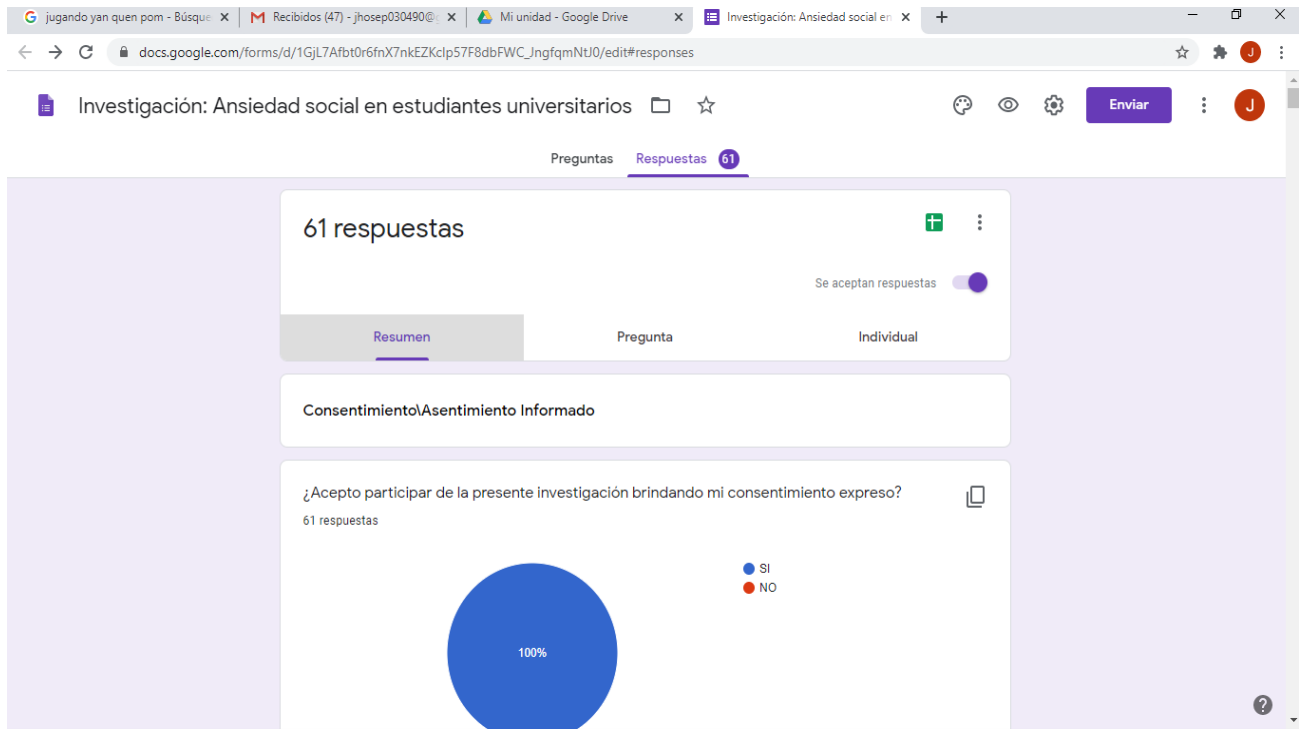 jugando yan quen pom - Búsque
Recibidos (47) - jhosep030490@g
Mi unidad - Google Drive
Investigación: Ansiedad social en
docs.google.com/forms/d/1GjL7Afbt0r6fnX7nkEZKclp57F8dbFWC_JngfqmNtJ0/edit#responses
J
Investigación: Ansiedad social en estudiantes universitarios
Enviar
J
Preguntas
Respuestas 61
61 respuestas
Se aceptan respuestas
Resumen
Pregunta
Individual
Consentimiento\Asentimiento Informado
¿Acepto participar de la presente investigación brindando mi consentimiento expreso?
61 respuestas
SI
NO
100%